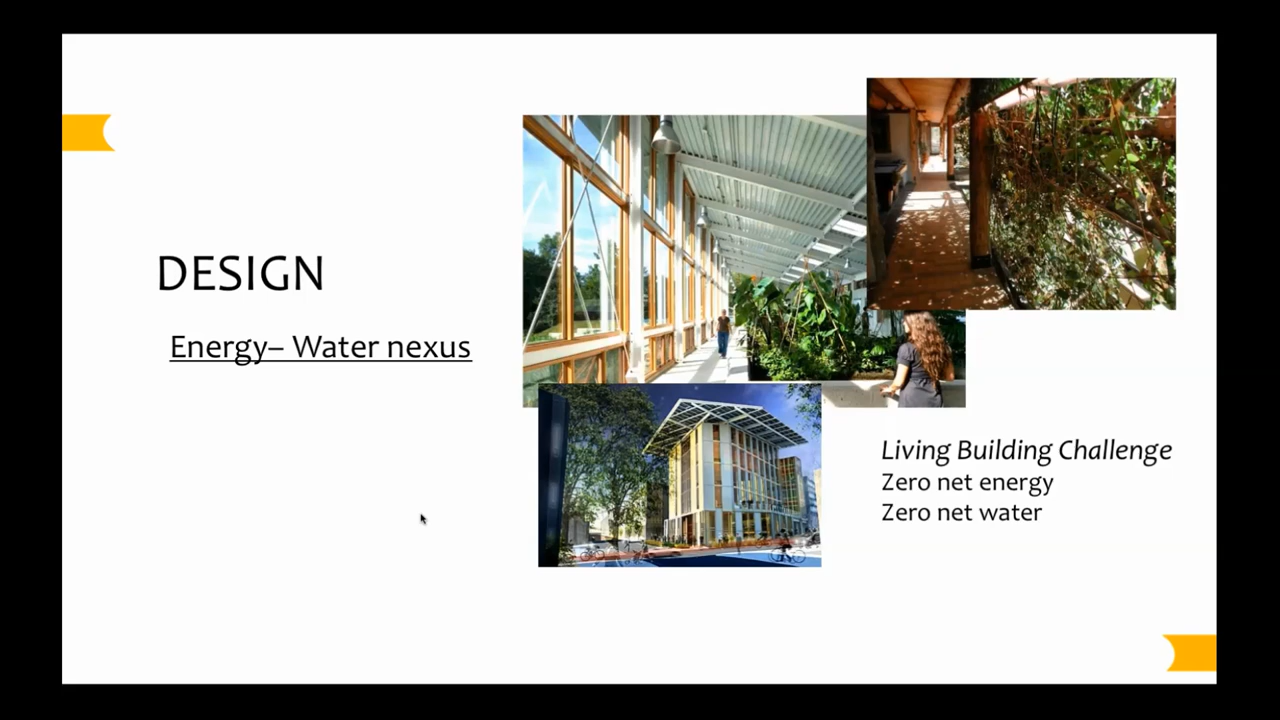 DESIGN
Energy– Water nexus
Living Building Challenge
Zero net energy
Zero net water